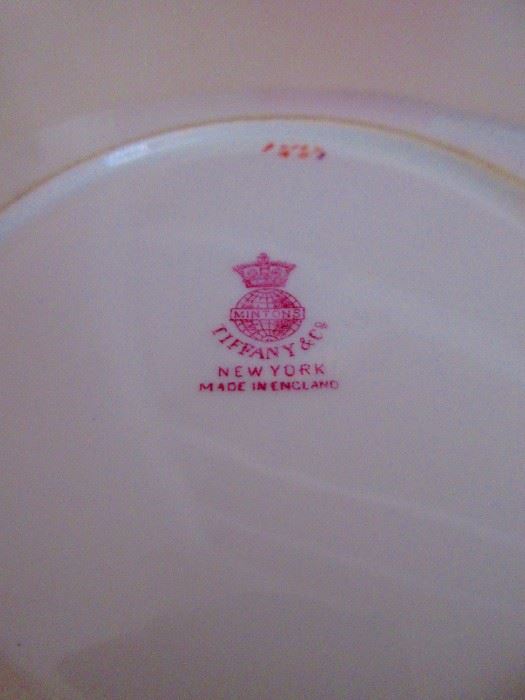 MINTONS
TIFFANY & Co
NEW YORK
MADE IN ENGLAND